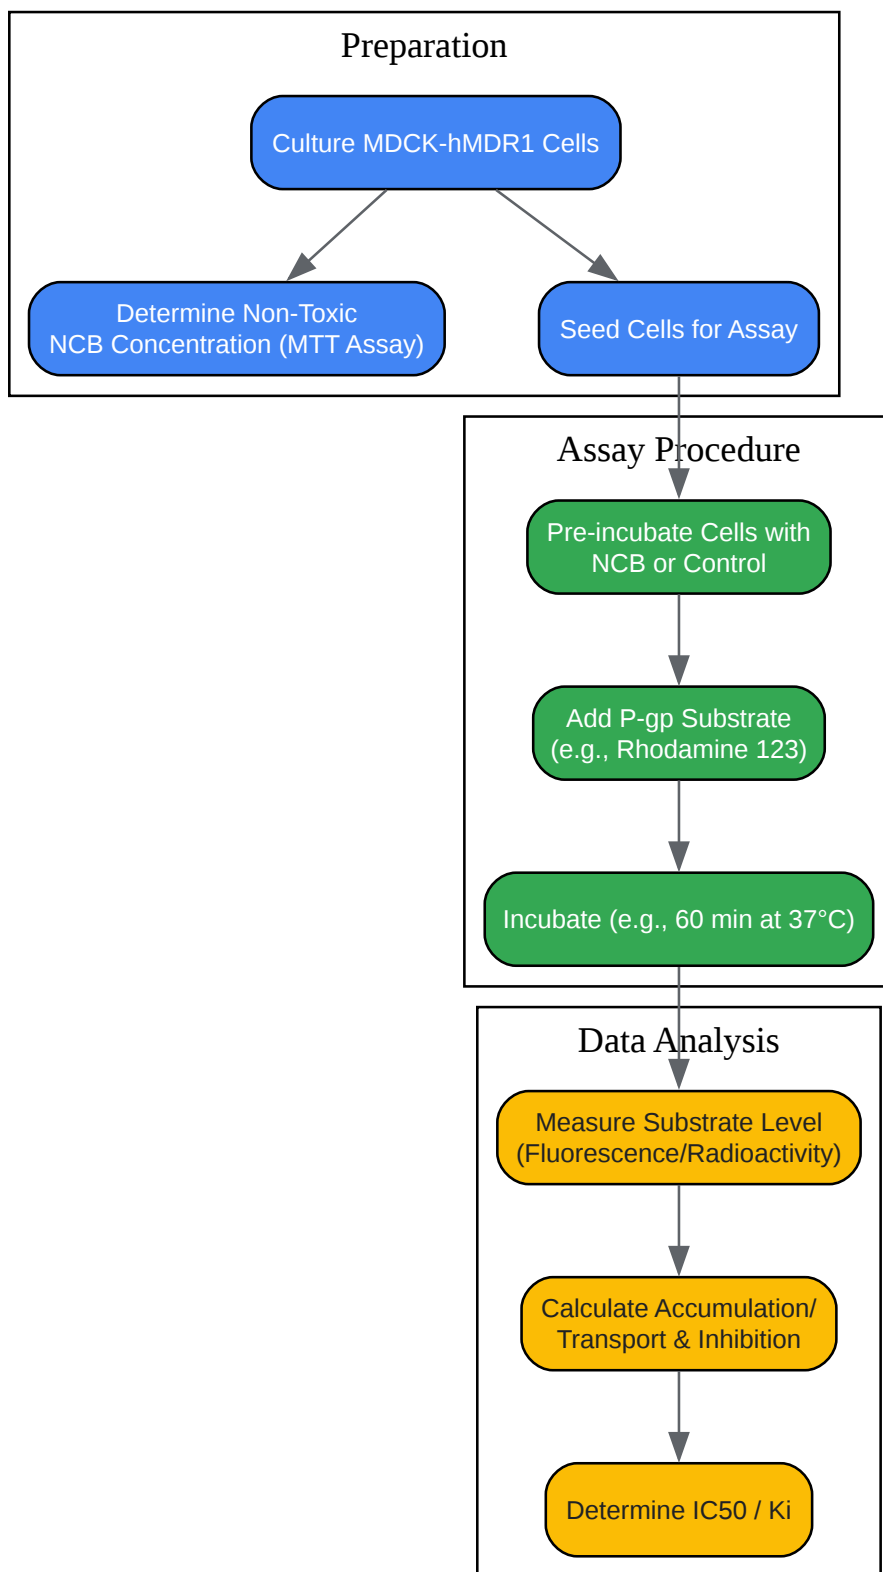 Preparation
Culture MDCK-hMDR1 Cells
Determine Non-Toxic
NCB Concentration (MTT Assay)
Seed Cells for Assay
Assay Procedure
Pre-incubate Cells with
NCB or Control
Add P-gp Substrate
(e.g., Rhodamine 123)
Incubate (e.g., 60 min at 37°C)
Data Analysis
Measure Substrate Level
(Fluorescence/Radioactivity)
Calculate Accumulation/
Transport & Inhibition
Determine IC50 / Ki